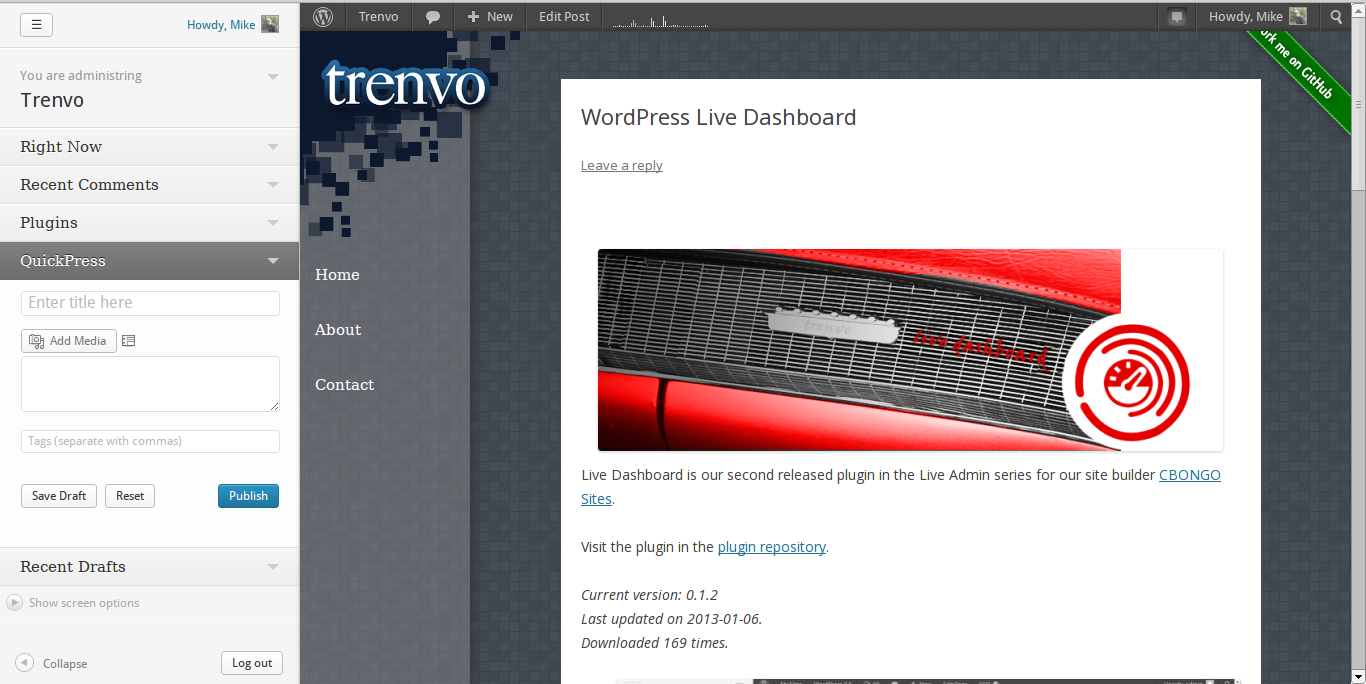 Howdy, Mike
You are administring
Trenvo
Right Now
Recent Comments
Plugins
QuickPress
Enter title here
Add Media
Tags (separate with commas)
Save Draft Reset Publish
Recent Drafts
Show screen options
Collapse Log out
Trenvo New Edit Post Howdy, Mike
trenvo
Home
About
Contact
ork me on GitHub
WordPress Live Dashboard
Leave a reply
trenvo
live dashboard
Live Dashboard is our second released plugin in the Live Admin series for our site builder CBONGO
Sites.
Visit the plugin in the plugin repository.
Current version: 0.1.2
Last updated on 2013-01-06.
Downloaded 169 times.